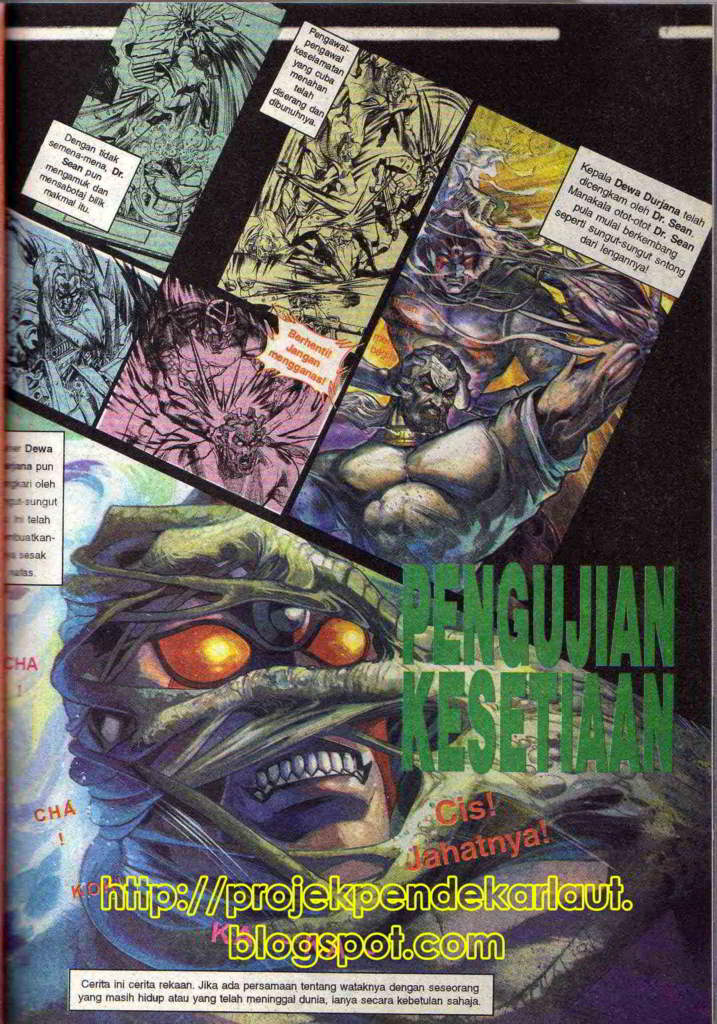 Dengan tidak
semena-mena, Dr.
Sean pun
mengamuk dan
mensabotaj bilik
makmal itu.
Pengawal-
pengawal
keselamatan
yang cuba
menahan
telah
diserang dan
dibunuhnya.
Kepala Dewa Durjana telah
dicengkam oleh Dr. Sean.
Manakala otot-otot Dr. Sean
pula mulai berkembang
seperti sungut-sungut sotong
dari lengannya!
Berhenti!
Jangan
mengganas!
Dewa
pun
oleh
sungut
ini telah
sesak
nafas.
PENGUJIAN
KESETIAAN
CHA
!
CHA
!
Cis!
Jahatnya!
http://projekpendekarlaut.
blogspot.com
Cerita ini cerita rekaan. Jika ada persamaan tentang wataknya dengan seseorang
yang masih hidup atau yang telah meninggal dunia, ianya secara kebetulan sahaja.